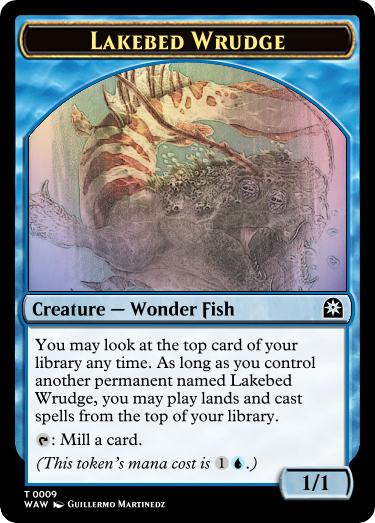 Lakebed Wrudge
Creature — Wonder Fish
You may look at the top card of your
library any time. As long as you control
another permanent named Lakebed
Wrudge, you may play lands and cast
spells from the top of your library.
: Mill a card.
(This token's mana cost is 1 .)
1/1
T 0009
WAW Guillermo Martinedz